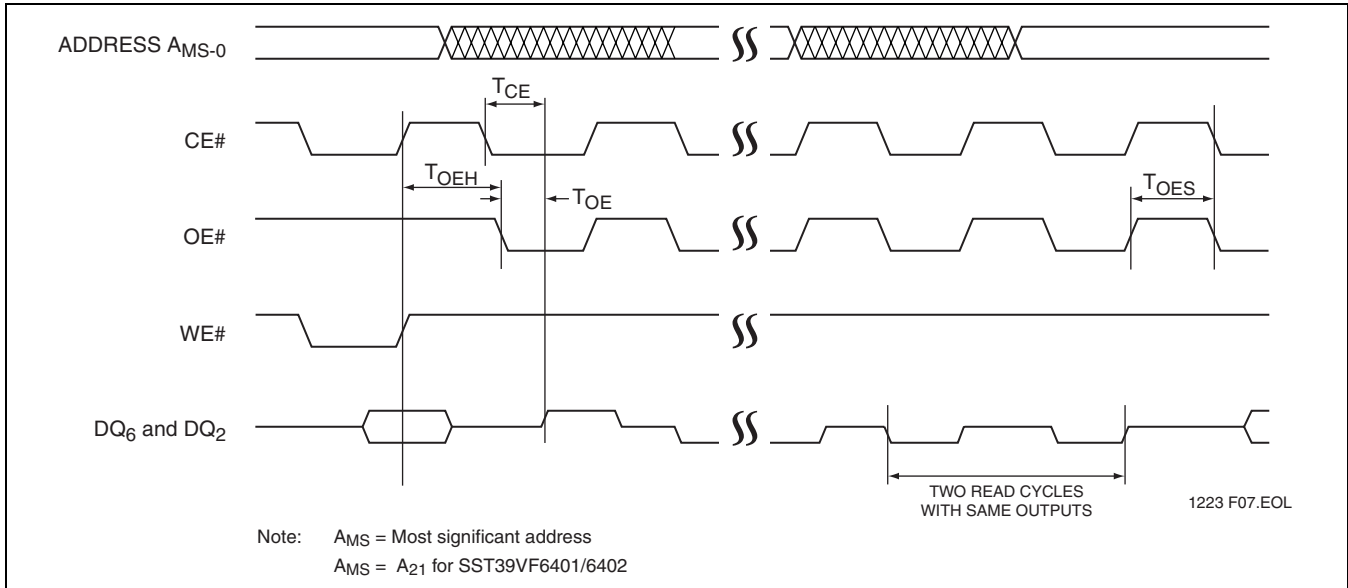 ADDRESS AMS-0
TCE
CE#
TOEH
TOE
TOES
OE#
WE#
DQ6 and DQ2
TWO READ CYCLES
WITH SAME OUTPUTS
1223 F07.EOL
Note: AMS = Most significant address
AMS = A21 for SST39VF6401/6402